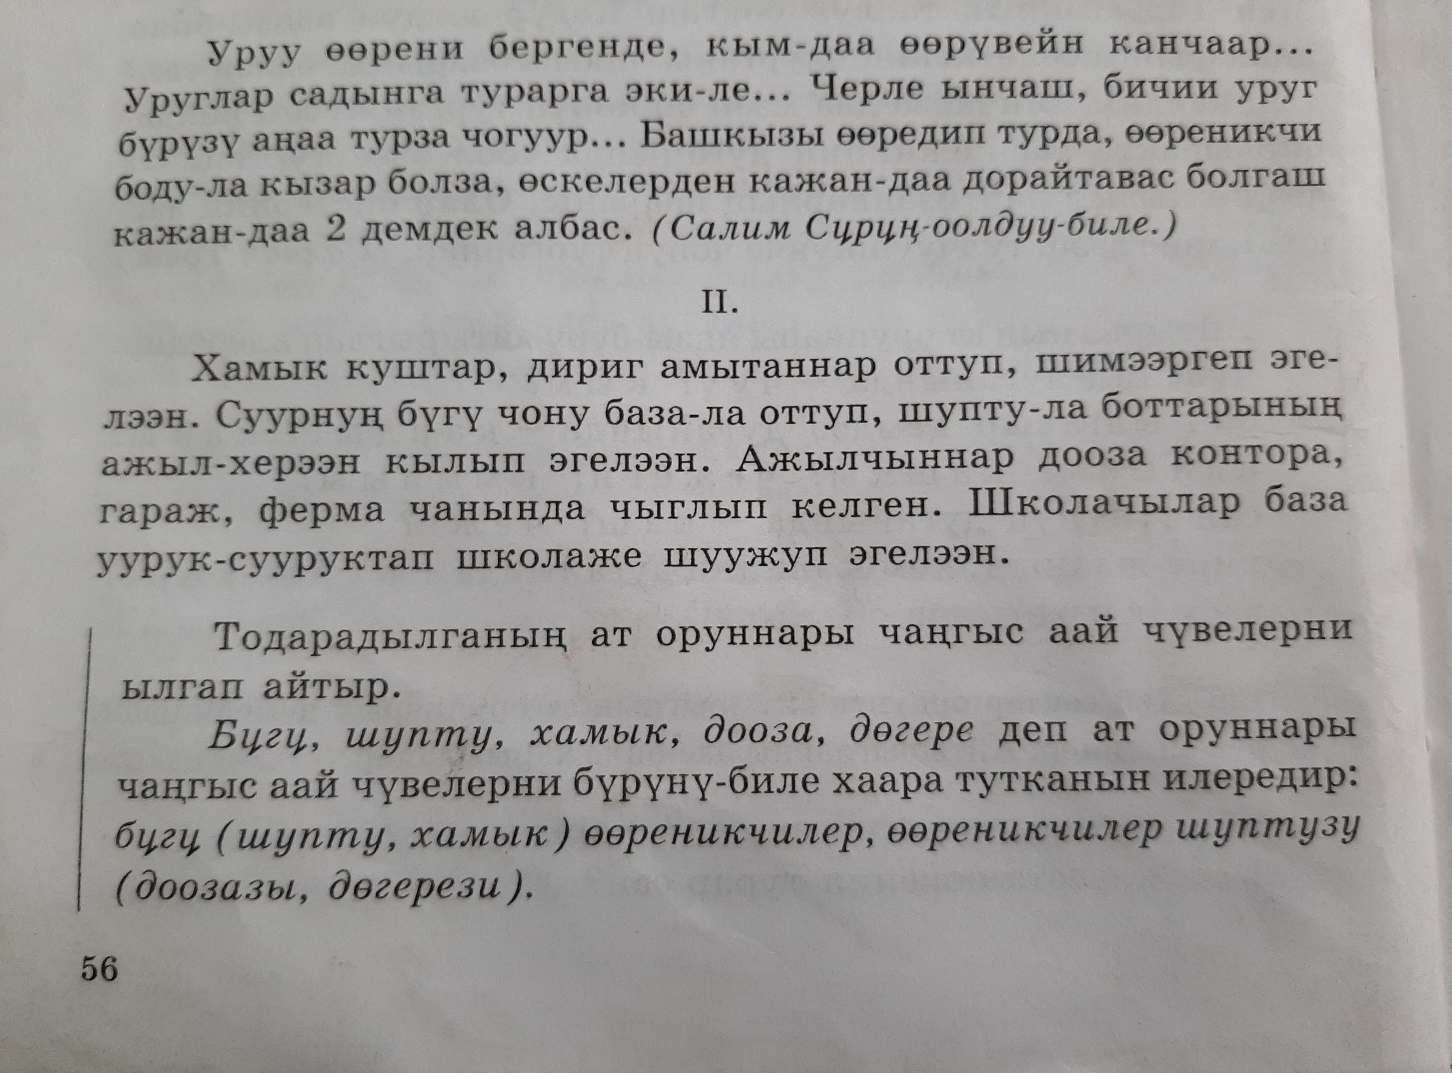 Уруу өөрени бергенде, кым-даа өөрүвейн канчаар...
Уруглар садынга турарга эки-ле... Черле ынчаш, бичии уруг
бүрүзү аңаа турза чогуур... Башкызы өөредип турда, өөреникчи
боду-ла кызар болза, өскелерден кажан-даа дорайтавас болгаш
кажан-даа 2 демдек албас. (Салим Сүрүң-оолдуу-биле.)
II.
Хамык куштар, дириг амытаннар оттуп, шимээргеп эге-
лээн. Суурнуң бүгү чону база-ла оттуп, шупту-ла боттарының
ажыл-херээн кылып эгелээн. Ажылчыннар дооза контора,
гараж, ферма чанында чыглып келген. Школачылар база
уурук-сууруктап школаже шуужуп эгелээн.
Тодарадылганың ат оруннары чаңгыс аай чүвелерни
ылгап айтыр.
Бүгү, шупту, хамык, дооза, дөгере деп ат оруннары
чаңгыс аай чүвелерни бүрүнү-биле хаара тутканын илередир:
бүгү (шупту, хамык) өөреникчилер, өөреникчилер шуптузу
(доозазы, дөгерези).
56